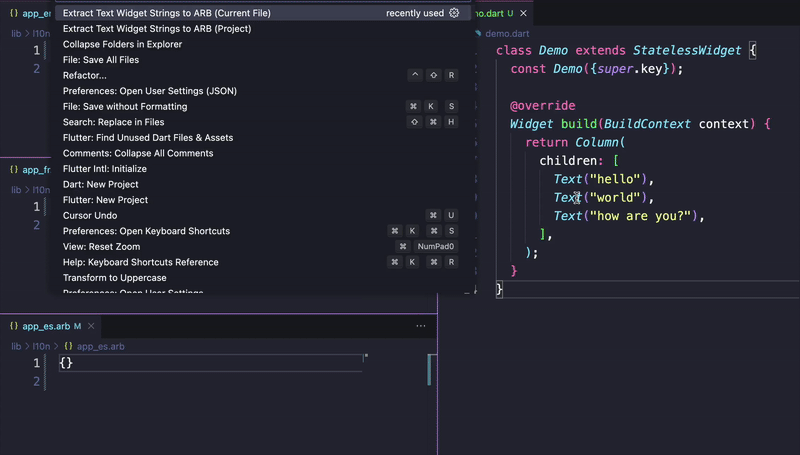 {} app_en
Extract Text Widget Strings to ARB (Current File) recently used
Extract Text Widget Strings to ARB (Project)
Collapse Folders in Explorer
File: Save All Files
Refactor... ^ ⇧ R
Preferences: Open User Settings (JSON)
File: Save without Formatting ⌘ K S
Search: Replace in Files ⇧ ⌘ H
Flutter: Find Unused Dart Files & Assets
Comments: Collapse All Comments
Flutter Intl: Initialize
Dart: New Project
Flutter: New Project
Cursor Undo ⌘ U
Preferences: Open Keyboard Shortcuts ⌘ K ⌘ S
View: Reset Zoom ⌘ NumPad0
Help: Keyboard Shortcuts Reference ⌘ K ⌘ R
Transform to Uppercase
Preferences: Open User Settings
lib > l10n
1
2
{} app_fr
lib > l10n
1
2
{} app_es.arb M × ...
lib > l10n > {} app_es.arb
1 {}
2
mo.dart U ×
demo.dart
class Demo extends StatelessWidget {
const Demo({super.key});
@override
Widget build(BuildContext context) {
return Column(
children: [
Text("hello"),
Text("world"),
Text("how are you?"),
],
);
}
}